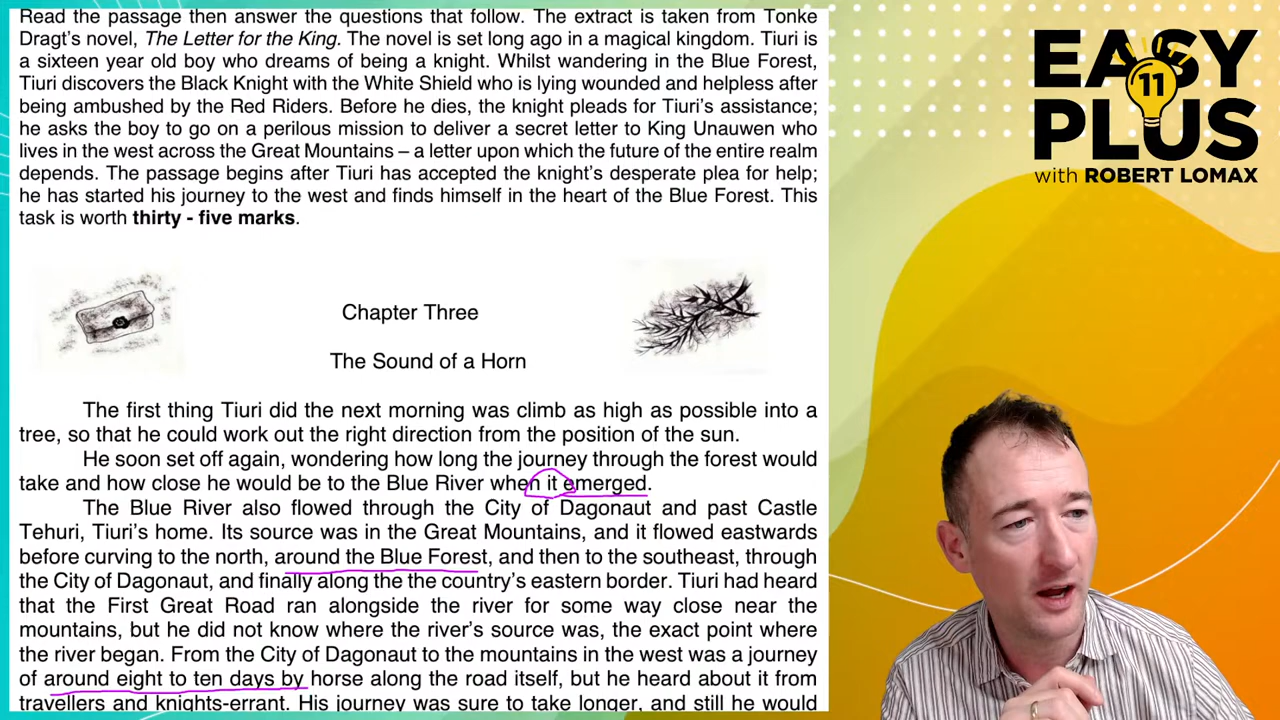 Read the passage then answer the questions that follow. The extract is taken from Tonke
Dragt's novel, The Letter for the King. The novel is set long ago in a magical kingdom. Tiuri is
a sixteen year old boy who dreams of being a knight. Whilst wandering in the Blue Forest,
Tiuri discovers the Black Knight with the White Shield who is lying wounded and helpless after
being ambushed by the Red Riders. Before he dies, the knight pleads for Tiuri's assistance;
he asks the boy to go on a perilous mission to deliver a secret letter to King Unauwen who
lives in the west across the Great Mountains – a letter upon which the future of the entire realm
depends. The passage begins after Tiuri has accepted the knight's desperate plea for help;
he has started his journey to the west and finds himself in the heart of the Blue Forest. This
task is worth thirty - five marks.
Chapter Three
The Sound of a Horn
The first thing Tiuri did the next morning was climb as high as possible into a
tree, so that he could work out the right direction from the position of the sun.
He soon set off again, wondering how long the journey through the forest would
take and how close he would be to the Blue River when it emerged.
The Blue River also flowed through the City of Dagonaut and past Castle
Tehuri, Tiuri's home. Its source was in the Great Mountains, and it flowed eastwards
before curving to the north, around the Blue Forest, and then to the southeast, through
the City of Dagonaut, and finally along the the country's eastern border. Tiuri had heard
that the First Great Road ran alongside the river for some way close near the
mountains, but he did not know where the river's source was, the exact point where
the river began. From the City of Dagonaut to the mountains in the west was a journey
of around eight to ten days by horse along the road itself, but he heard about it from
travellers and knights-errant. His journey was sure to take longer, and still he would
EASY
11
PLUS
with ROBERT LOMAX